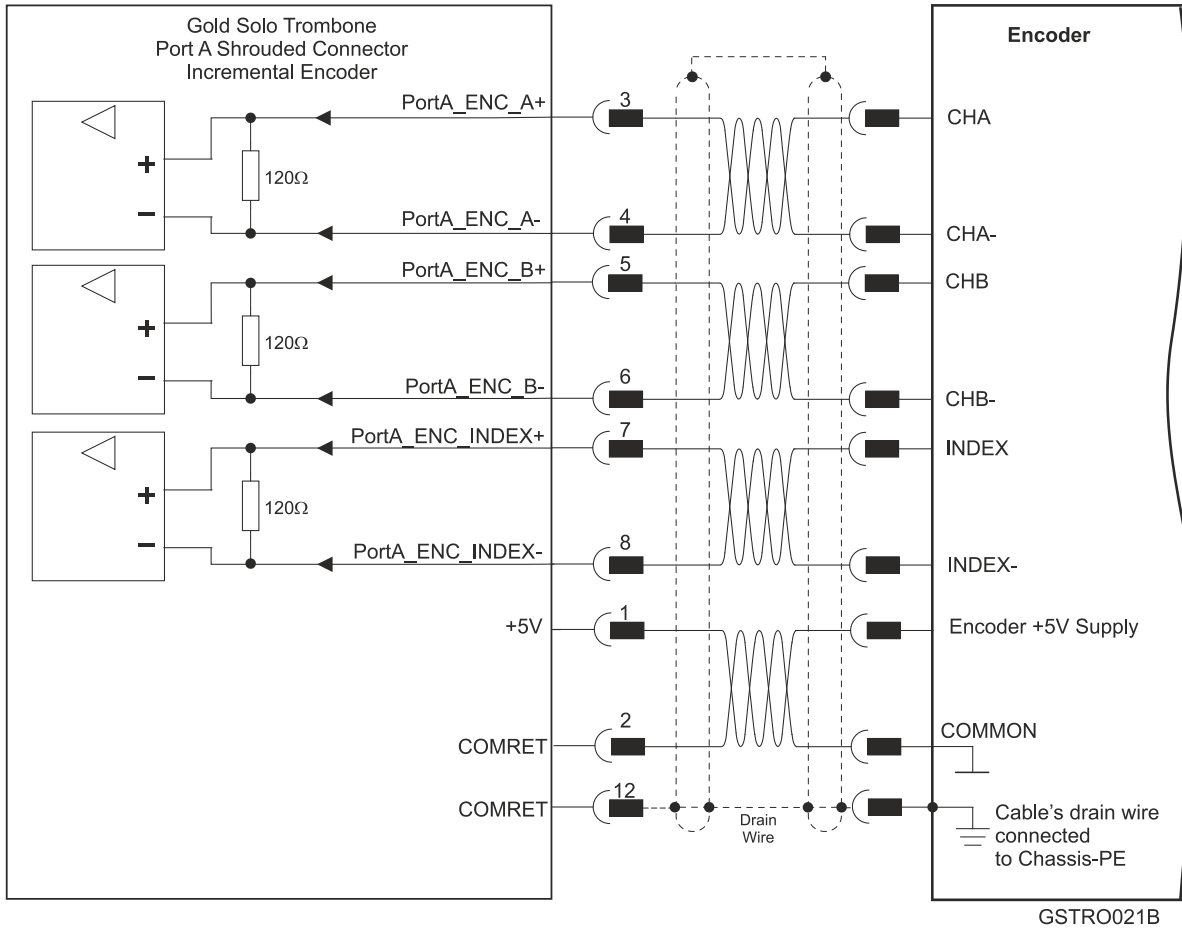 Gold Solo Trombone
Port A Shrouded Connector
Incremental Encoder
Encoder
PortA_ENC_A+
3
CHA
+
120Ω
-
PortA_ENC_A-
4
CHA-
PortA_ENC_B+
5
CHB
+
120Ω
-
PortA_ENC_B-
6
CHB-
PortA_ENC_INDEX+
7
INDEX
+
120Ω
-
PortA_ENC_INDEX-
8
INDEX-
+5V
1
Encoder +5V Supply
COMRET
2
COMMON
COMRET
12
Drain
Wire
Cable's drain wire
connected
to Chassis-PE
GSTRO021B